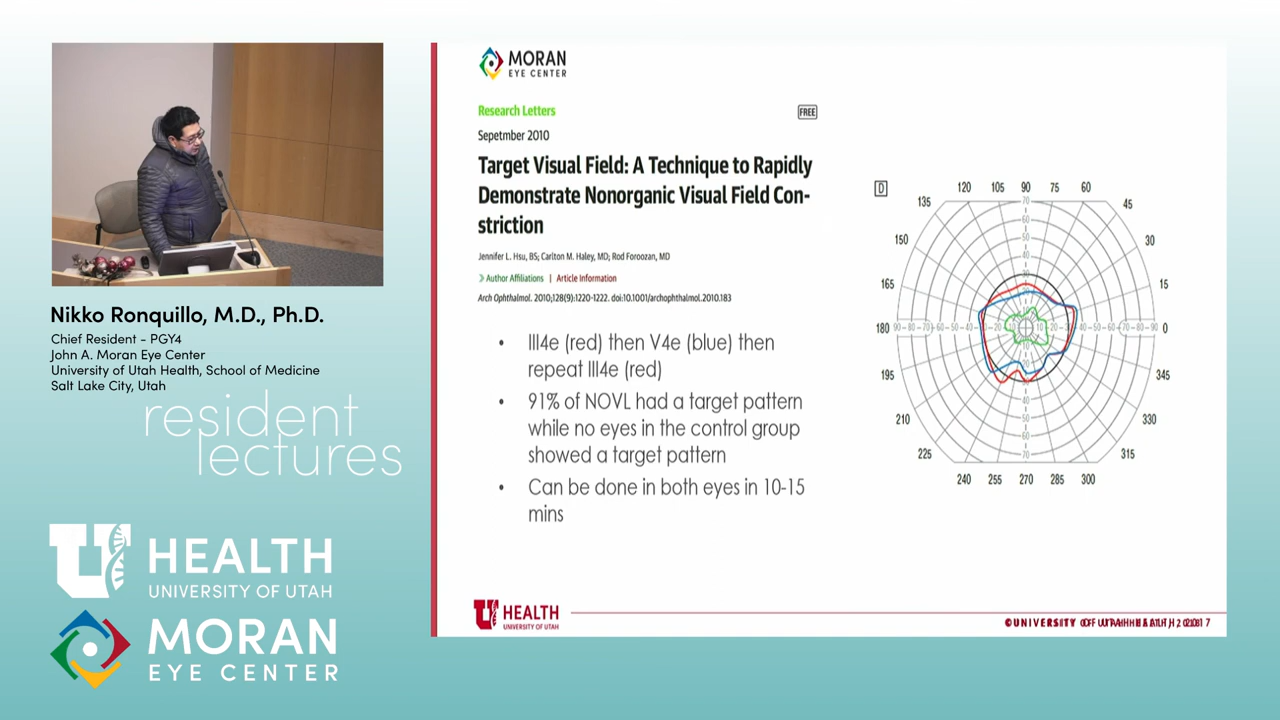 Nikko Ronquillo, M.D., Ph.D.
Chief Resident - PGY4
John A. Moran Eye Center
University of Utah Health, School of Medicine
Salt Lake City, Utah
resident
lectures
U HEALTH
UNIVERSITY OF UTAH
MORAN
EYE CENTER
MORAN
EYE CENTER
Research Letters
FREE
Sepetmber 2010
Target Visual Field: A Technique to Rapidly
Demonstrate Nonorganic Visual Field Con-
striction
Jennifer L. Hsu, BS; Carlton M. Haley, MD; Rod Foroozan, MD
> Author Affiliations | Article Information
Arch Ophthalmol. 2010;128(9):1220-1222. doi:10.1001/archophthalmol.2010.183
• III4e (red) then V4e (blue) then
repeat III4e (red)
• 91% of NOVL had a target pattern
while no eyes in the control group
showed a target pattern
• Can be done in both eyes in 10-15
mins
D
120 105 90 75 60
135 45
150 30
165 15
180 0
195 345
210 330
225 315
240 255 270 285 300
U HEALTH
UNIVERSITY OF UTAH